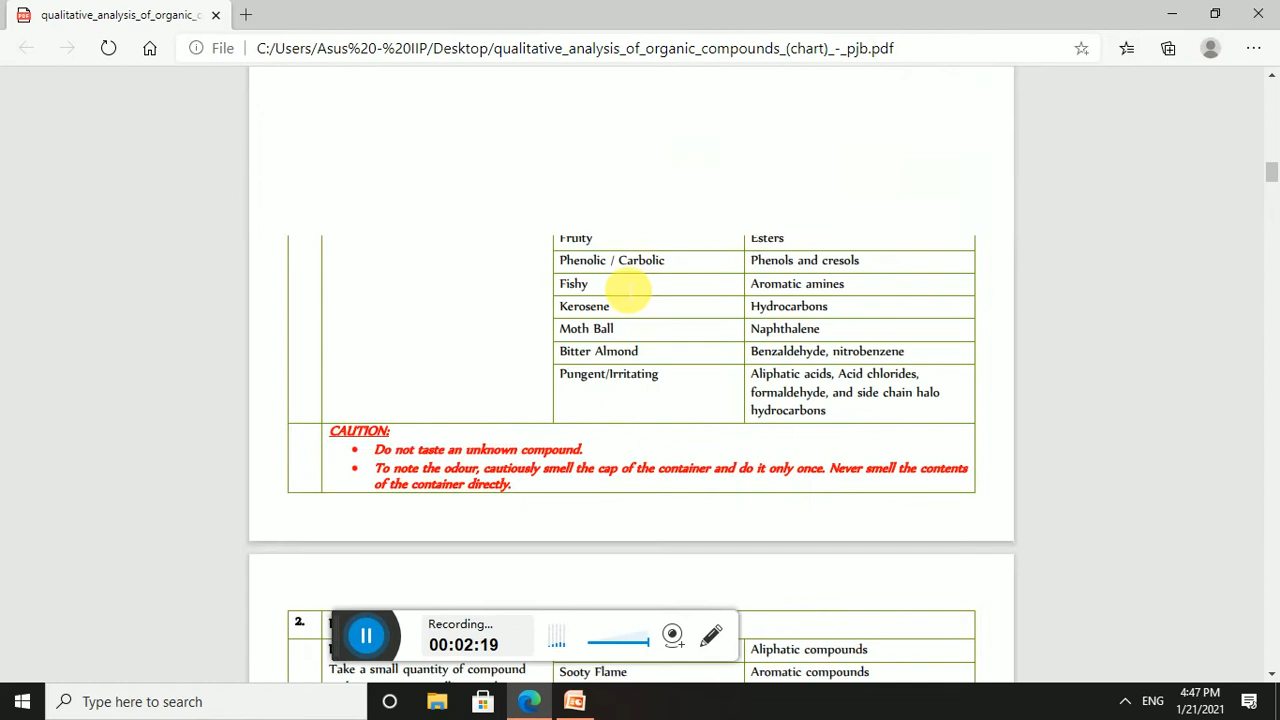 qualitative_analysis_of_organic_c
File
C:/Users/Asus%20-%20IIP/Desktop/qualitative_analysis_of_organic_compounds_(chart)_-_pjb.pdf
Fruity Esters
Phenolic / Carbolic Phenols and cresols
Fishy Aromatic amines
Kerosene Hydrocarbons
Moth Ball Naphthalene
Bitter Almond Benzaldehyde, nitrobenzene
Pungent/Irritating Aliphatic acids, Acid chlorides,
formaldehyde, and side chain halo
hydrocarbons
CAUTION:
• Do not taste an unknown compound.
• To note the odour, cautiously smell the cap of the container and do it only once. Never smell the contents
of the container directly.
2.
Aliphatic compounds
Take a small quantity of compound Sooty Flame Aromatic compounds
Recording...
00:02:19
Type here to search
ENG
4:47 PM
1/21/2021